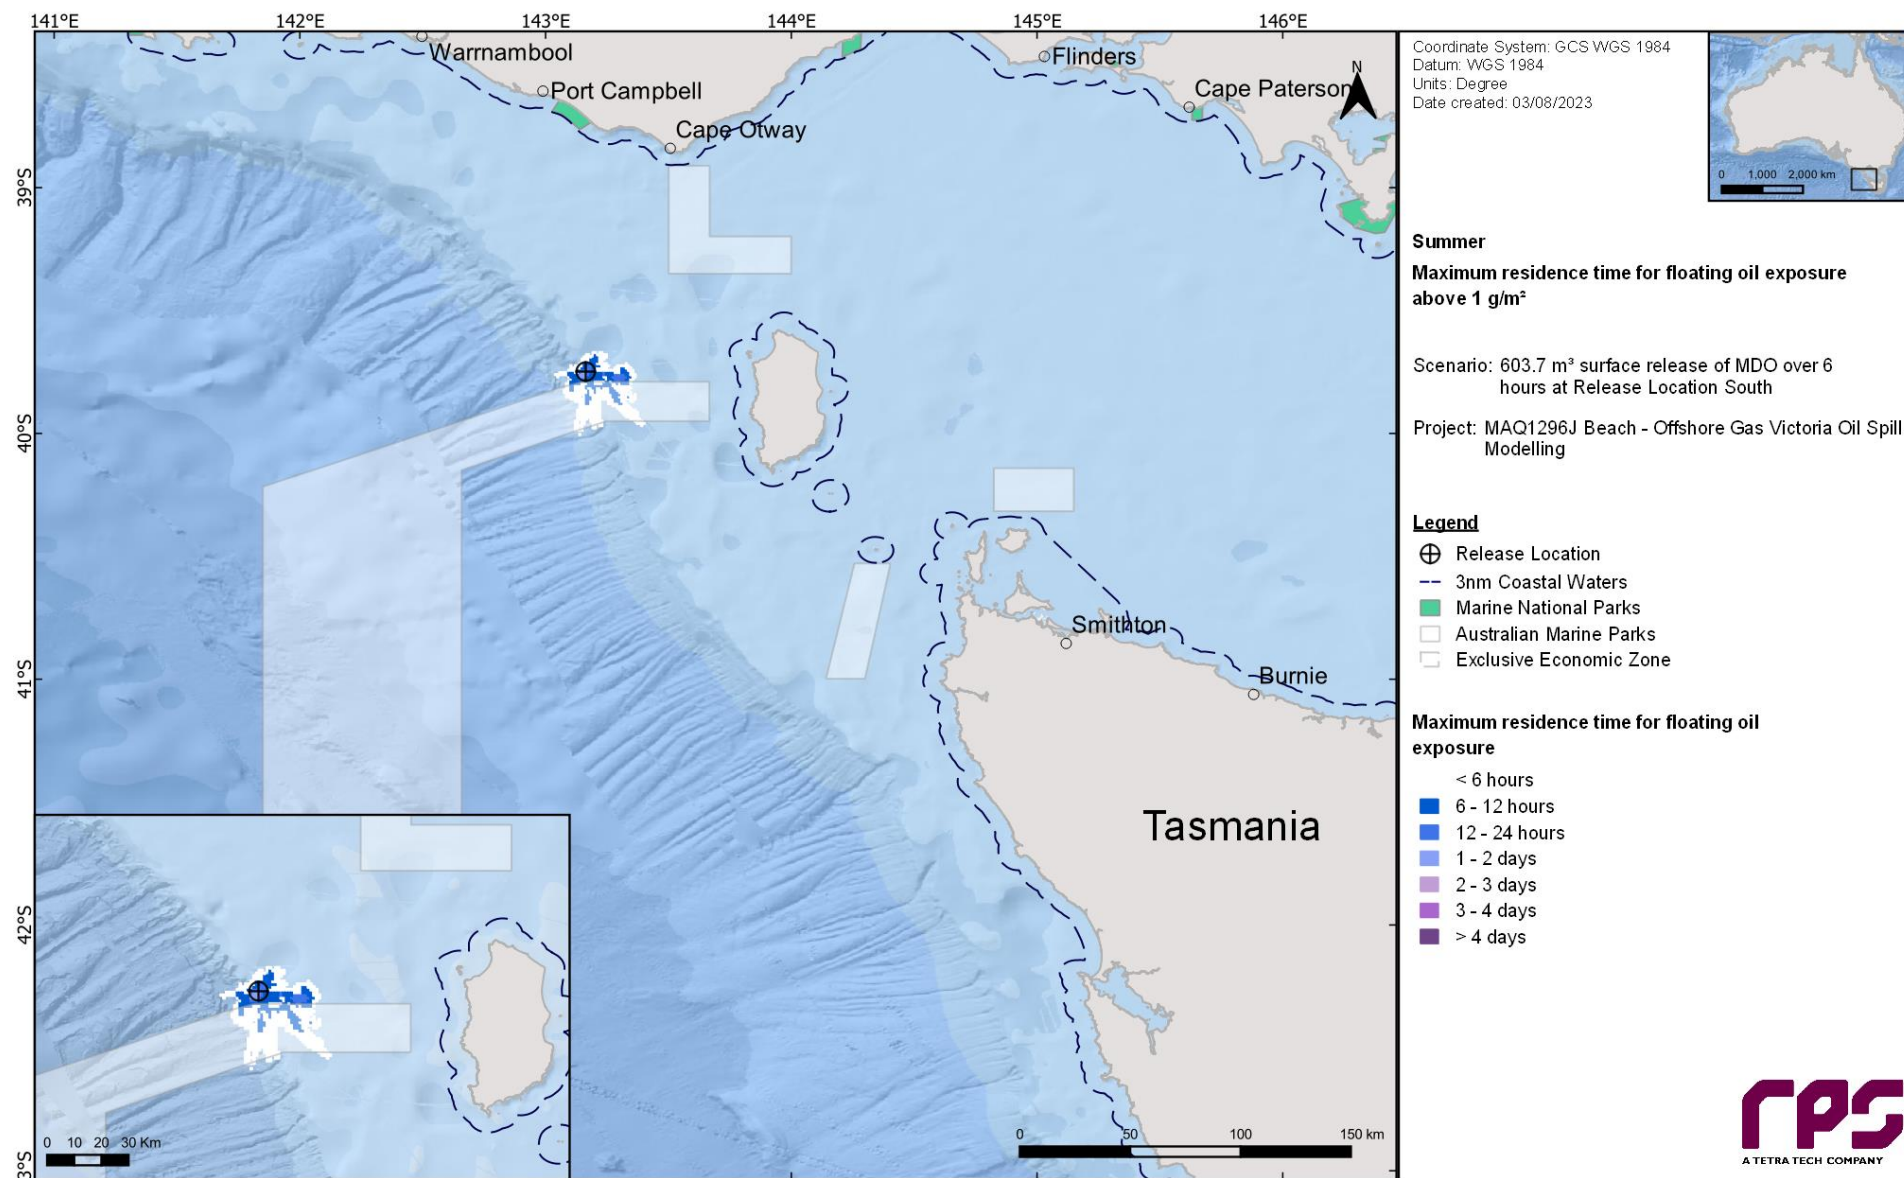 141°E 142°E 143°E 144°E 145°E 146°E
Warrnambool
Flinders
Port Campbell
Cape Paterson
Cape Otway
N
39°S
40°S
41°S
42°S
3°S
Smithton
Burnie
Tasmania
0 10 20 30 Km
0 50 100 150 km
Coordinate System: GCS WGS 1984
Datum: WGS 1984
Units: Degree
Date created: 03/08/2023
0 1,000 2,000 km
Summer
Maximum residence time for floating oil exposure
above 1 g/m²
Scenario: 603.7 m³ surface release of MDO over 6
hours at Release Location South
Project: MAQ1296J Beach - Offshore Gas Victoria Oil Spill
Modelling
Legend
Release Location
3nm Coastal Waters
Marine National Parks
Australian Marine Parks
Exclusive Economic Zone
Maximum residence time for floating oil
exposure
< 6 hours
6 - 12 hours
12 - 24 hours
1 - 2 days
2 - 3 days
3 - 4 days
> 4 days
rps
A TETRA TECH COMPANY